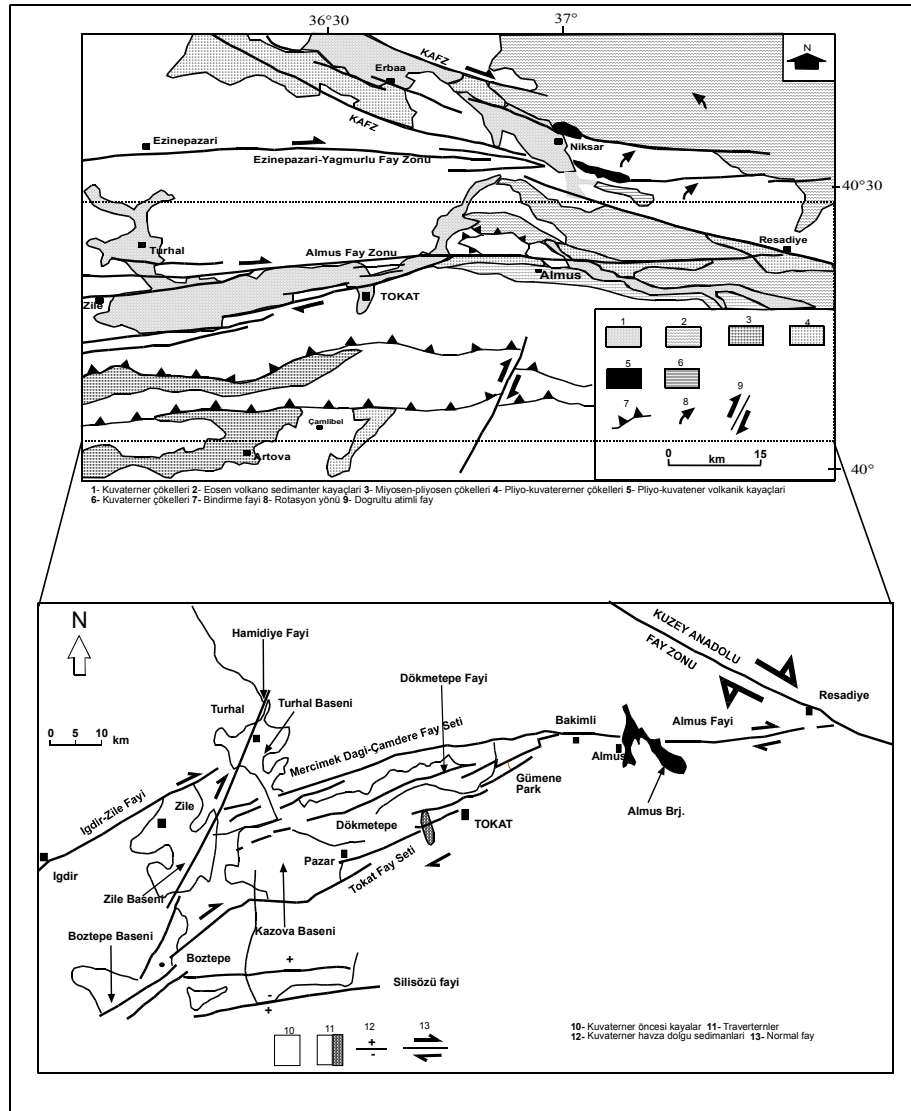 36°30
37°
N
KAFZ
Erbaa
KAFZ
Niksar
Ezinepazari
Ezinepazari-Yagmurlu Fay Zonu
40°30
Turhal
Resadiye
Almus Fay Zonu
Almus
Zile
TOKAT
1 2 3 4
5 6
7 8 9
Çamlibel
Artova
0 15
km
40°
1- Kuvaterner çökelleri 2- Eosen volkano sedimanter kayaçlari 3- Miyosen-pliyosen çökelleri 4- Pliyo-kuvatererner çökelleri 5- Pliyo-kuvatener volkanik kayaçlari
6- Kuvaterner çökelleri 7- Bindirme fayi 8- Rotasyon yönü 9- Dogrultu atimli fay
N
Hamidiye Fayi
KUZEY ANADOLU
FAY ZONU
Dökmetepe Fayi
Turhal
Turhal Baseni
Resadiye
0 5 10
km
Bakimli
Almus Fayi
Almus
Mercimek Dagi-Çamdere Fay Seti
Gümene
Park
Igdir-Zile Fayi
Zile
Dökmetepe
TOKAT
Almus Brj.
Pazar
Igdir
Tokat Fay Seti
Zile Baseni
Kazova Baseni
Boztepe Baseni
Boztepe
+
Silisözü fayi
-
+
10 11 12 13
+
-
10- Kuvaterner öncesi kayalar 11- Traverternler
12- Kuvaterner havza dolgu sedimanlari 13- Normal fay